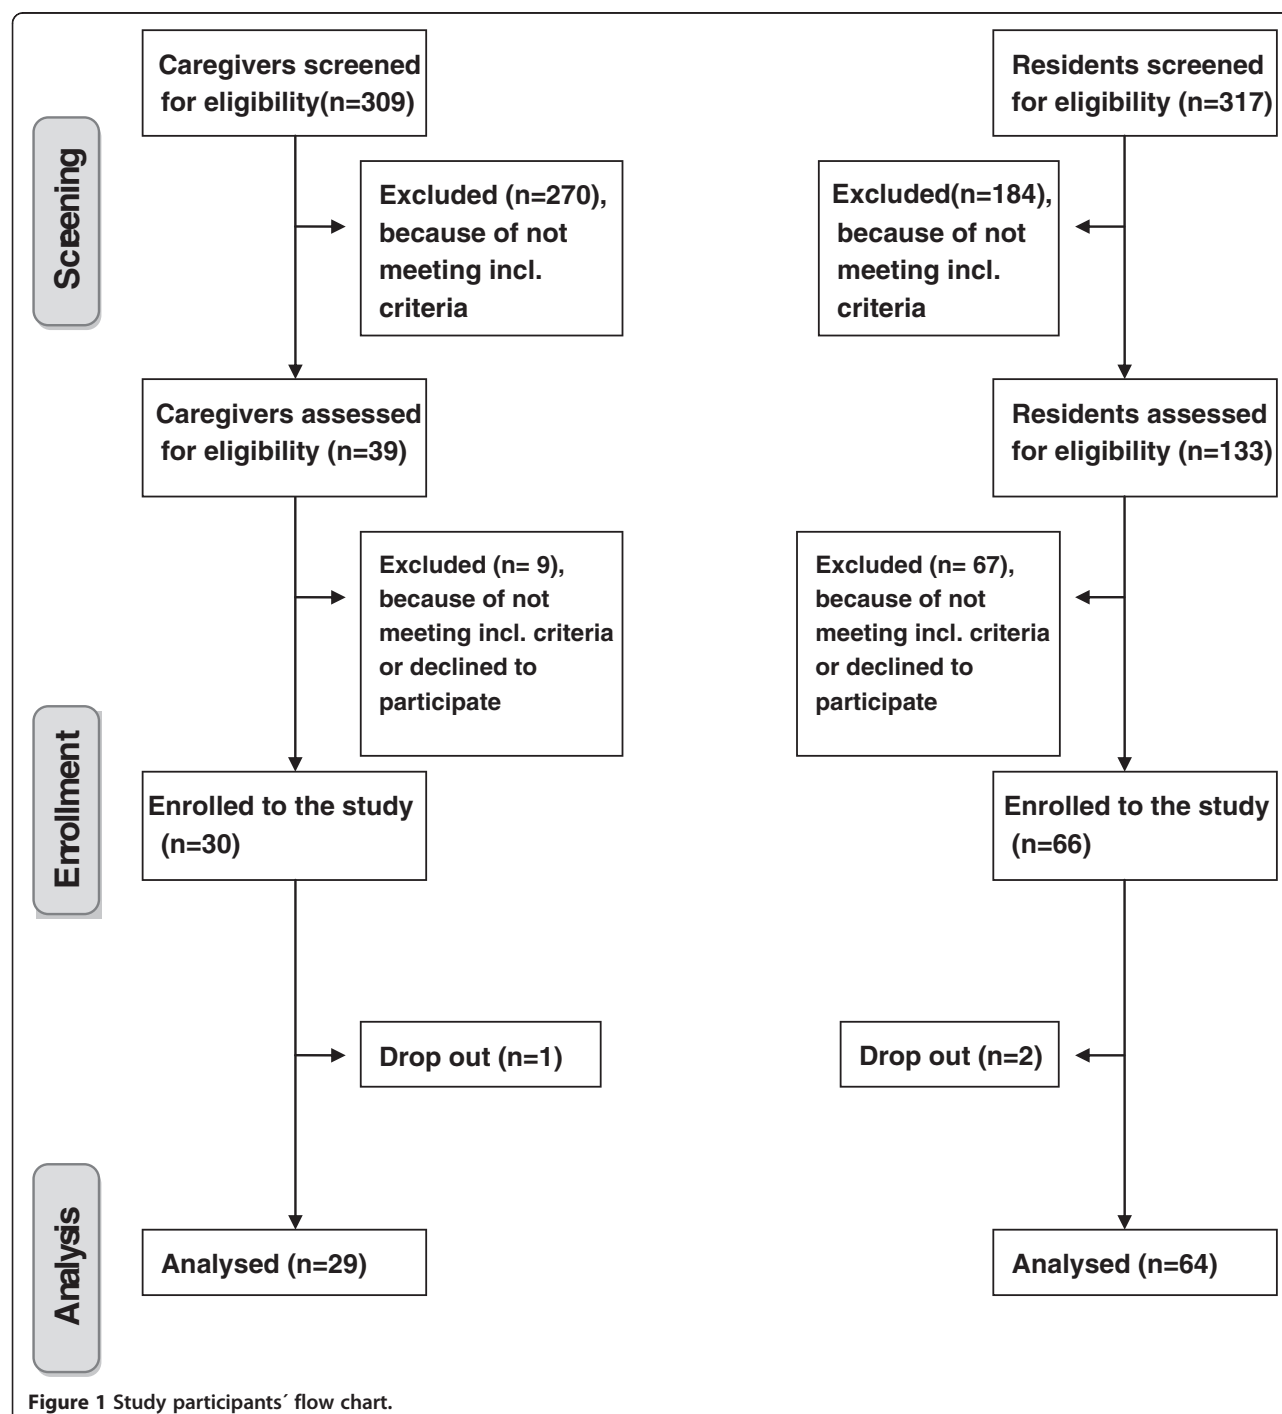 Caregivers screened
for eligibility(n=309)
Residents screened
for eligibility (n=317)
Screening
Excluded (n=270),
because of not
meeting incl.
criteria
Excluded(n=184),
because of not
meeting incl.
criteria
Caregivers assessed
for eligibility (n=39)
Residents assessed
for eligibility (n=133)
Excluded (n= 9),
because of not
meeting incl. criteria
or declined to
participate
Excluded (n= 67),
because of not
meeting incl. criteria
or declined to
participate
Enrollment
Enrolled to the study
(n=30)
Enrolled to the study
(n=66)
Drop out (n=1)
Drop out (n=2)
Analysis
Analysed (n=29)
Analysed (n=64)
Figure 1 Study participants´ flow chart.